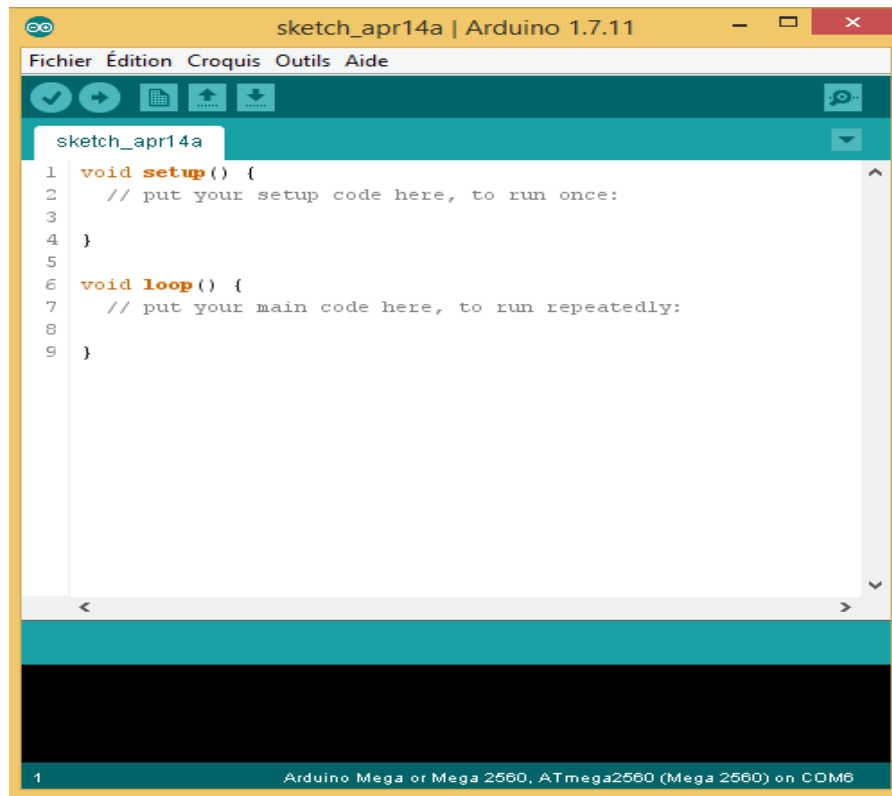 sketch_apr14a | Arduino 1.7.11
Fichier Édition Croquis Outils Aide
sketch_apr14a
1 void setup() {
2 // put your setup code here, to run once:
3
4 }
5
6 void loop() {
7 // put your main code here, to run repeatedly:
8
9 }
1 Arduino Mega or Mega 2560, ATmega2560 (Mega 2560) on COM6